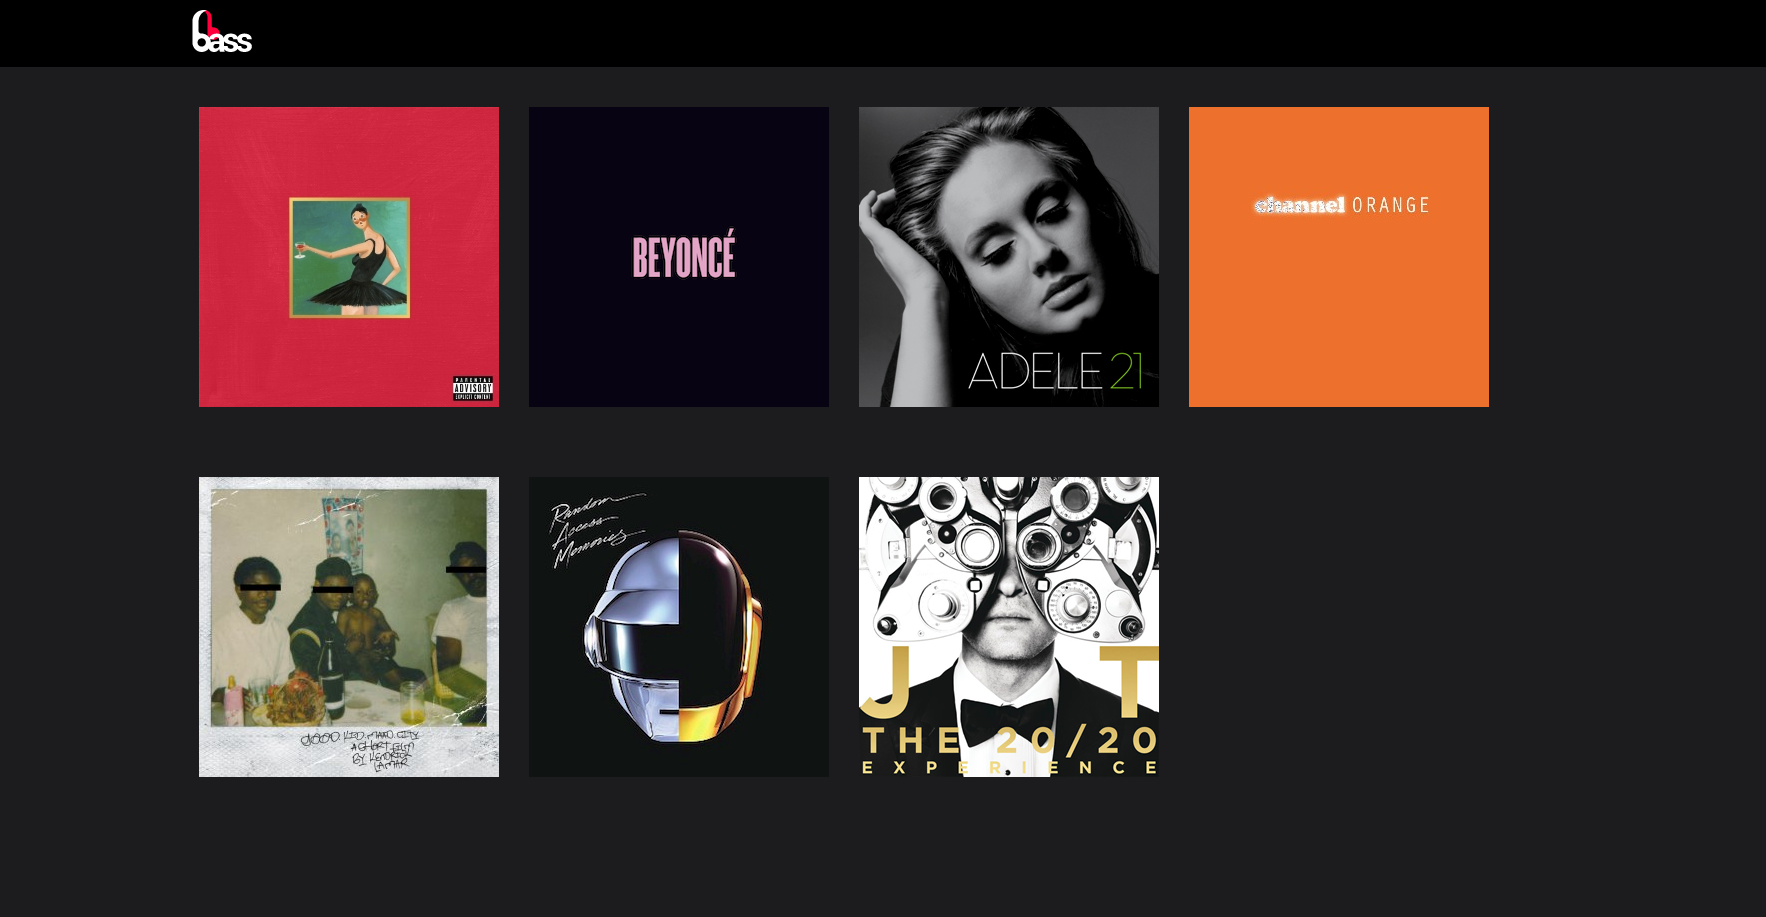 bass
PARENTAL
ADVISORY
EXPLICIT CONTENT
BEYONCÉ
ADELE 21
channel ORANGE
GOOD KID, MAAD CITY
A SHORT FILM
BY KENDRICK
LAMAR
Random
Access
Memories
J T
THE 20/20
EXPERIENCE